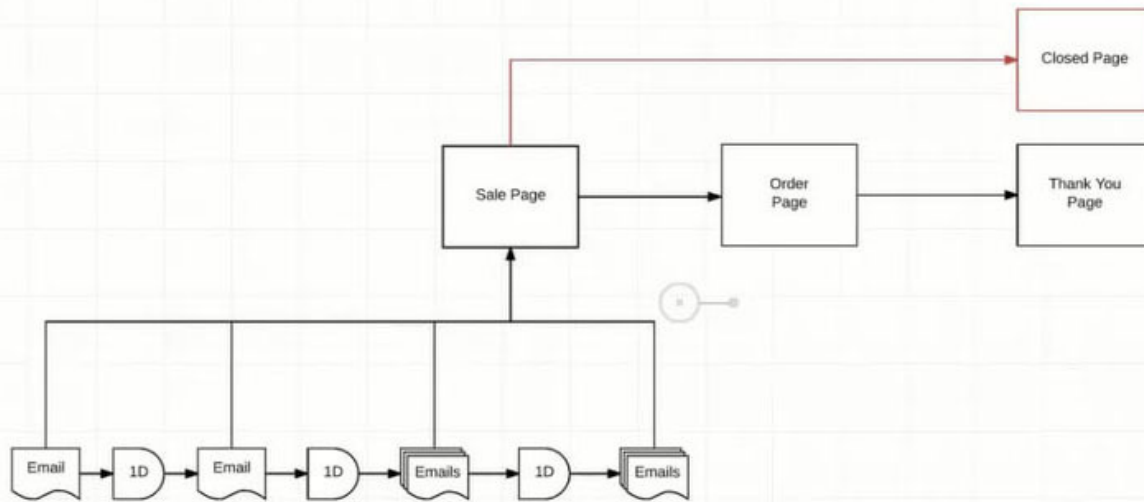 Closed Page
Sale Page
Order
Page
Thank You
Page
Email
1D
Email
1D
Emails
1D
Emails